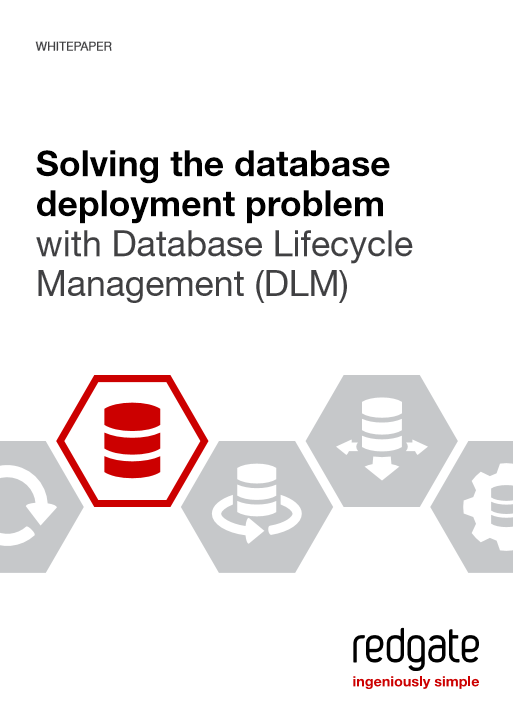 WHITEPAPER
Solving the database
deployment problem
with Database Lifecycle
Management (DLM)
redgate
ingeniously simple